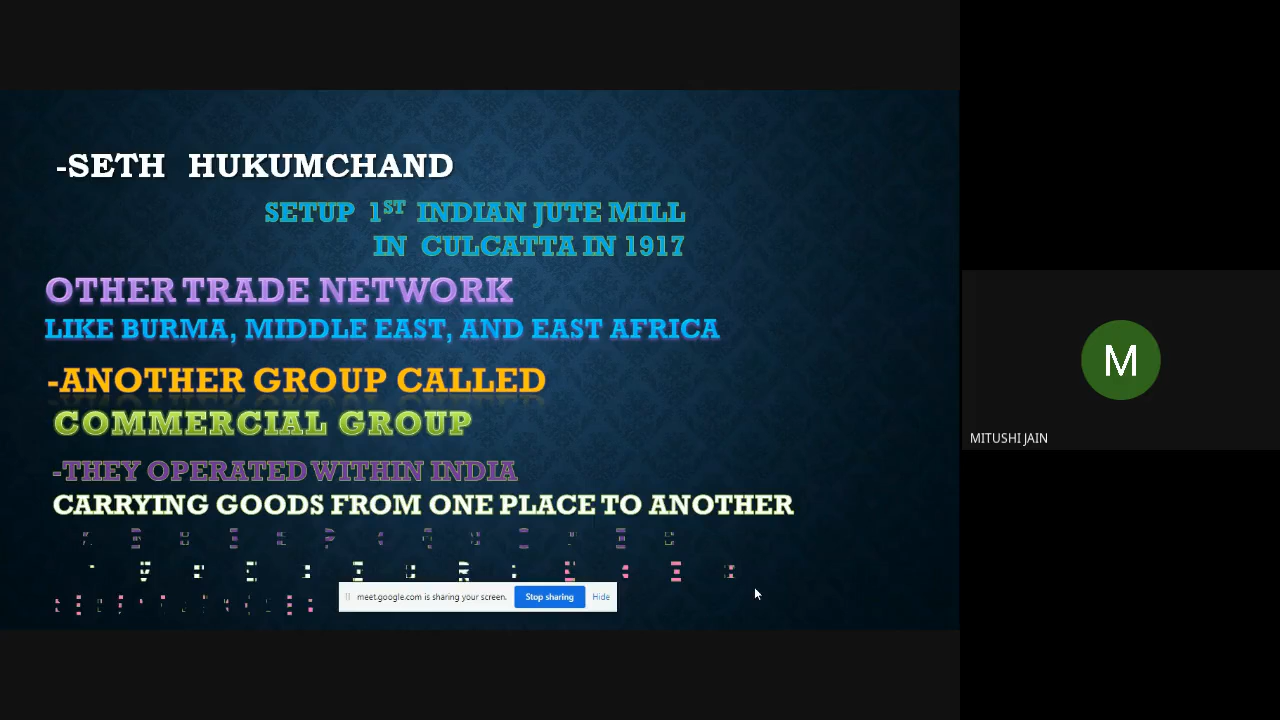 -SETH HUKUMCHAND
SETUP 1ST INDIAN JUTE MILL
IN CULCATTA IN 1917
OTHER TRADE NETWORK
LIKE BURMA, MIDDLE EAST, AND EAST AFRICA
-ANOTHER GROUP CALLED
COMMERCIAL GROUP
-THEY OPERATED WITHIN INDIA
CARRYING GOODS FROM ONE PLACE TO ANOTHER
meet.google.com is sharing your screen. Stop sharing Hide
M
MITUSHI JAIN